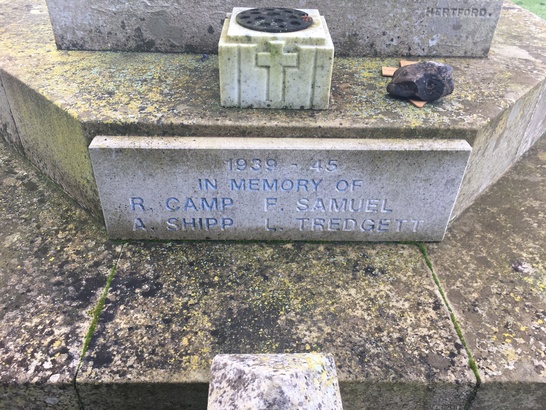 HERTFORD.
1939 - 45
IN MEMORY OF
R. CAMP F. SAMUEL
A. SHIPP L. TREDGETT